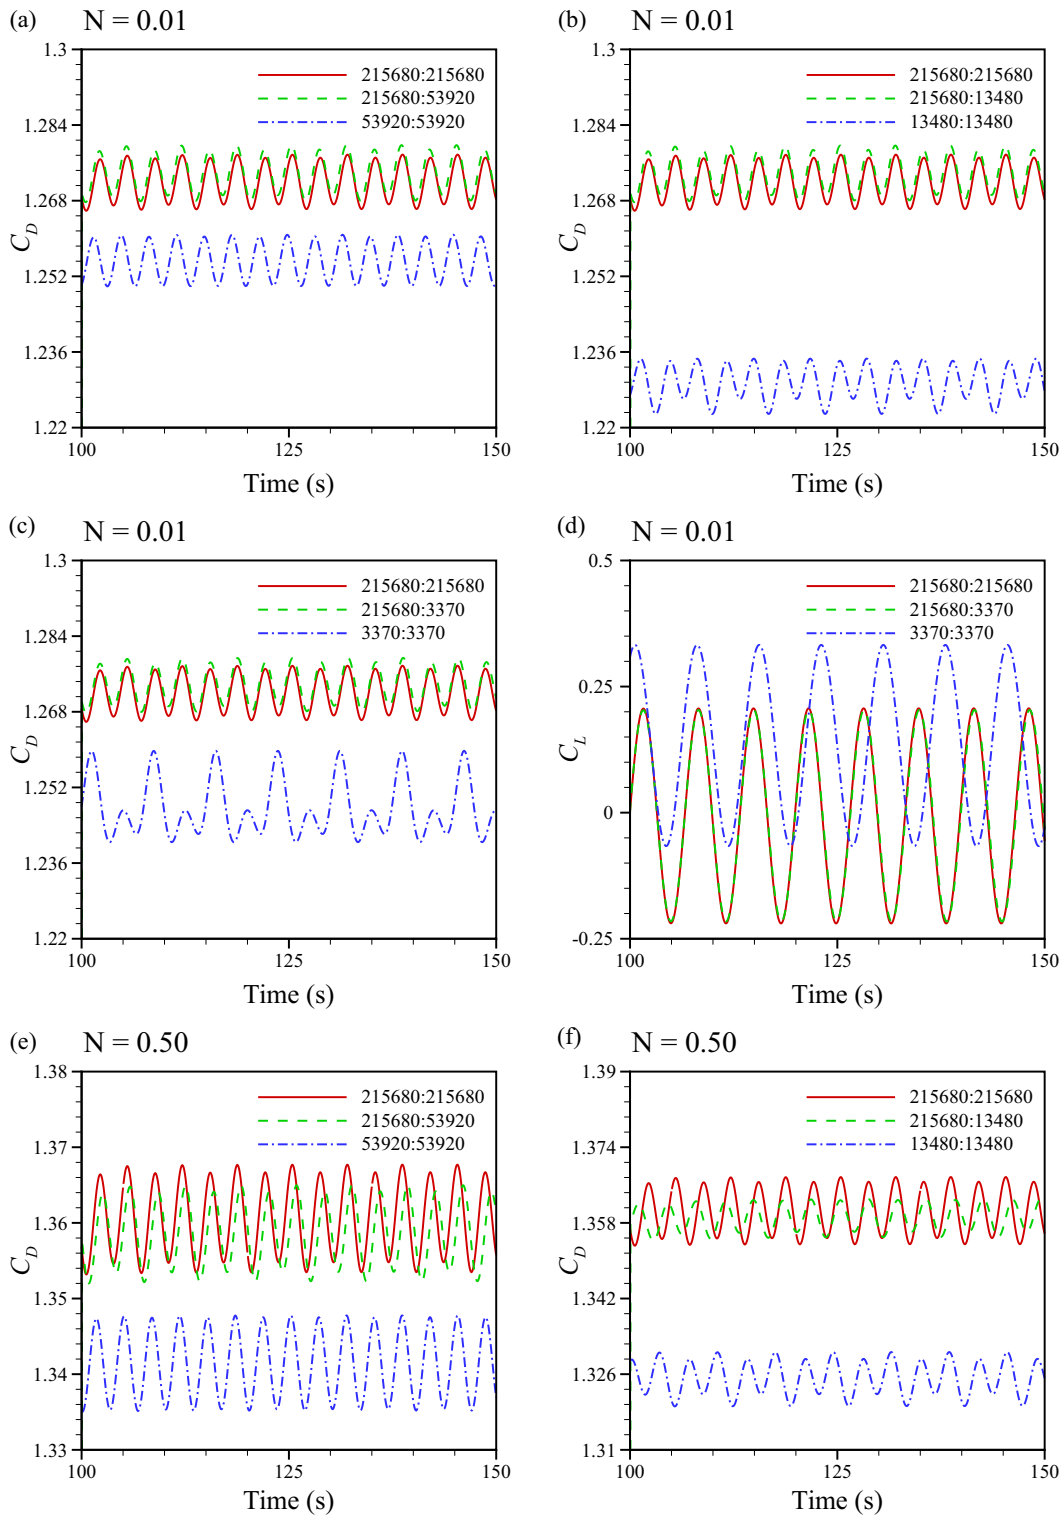 (a) N = 0.01
1.3
1.284
1.268
1.252
1.236
1.22
C_D
215680:215680
215680:53920
53920:53920
100 125 150
Time (s)
(b) N = 0.01
1.3
1.284
1.268
1.252
1.236
1.22
C_D
215680:215680
215680:13480
13480:13480
100 125 150
Time (s)
(c) N = 0.01
1.3
1.284
1.268
1.252
1.236
1.22
C_D
215680:215680
215680:3370
3370:3370
100 125 150
Time (s)
(d) N = 0.01
0.5
0.25
0
-0.25
C_L
215680:215680
215680:3370
3370:3370
100 125 150
Time (s)
(e) N = 0.50
1.38
1.37
1.36
1.35
1.34
1.33
C_D
215680:215680
215680:53920
53920:53920
100 125 150
Time (s)
(f) N = 0.50
1.39
1.374
1.358
1.342
1.326
1.31
C_D
215680:215680
215680:13480
13480:13480
100 125 150
Time (s)